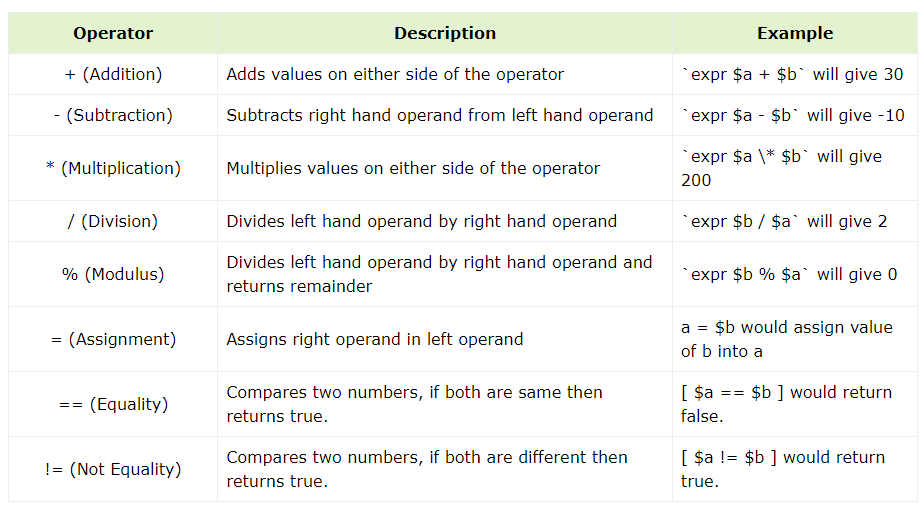 Operator Description Example
+ (Addition) Adds values on either side of the operator `expr $a + $b` will give 30
- (Subtraction) Subtracts right hand operand from left hand operand `expr $a - $b` will give -10
* (Multiplication) Multiplies values on either side of the operator `expr $a \* $b` will give
200
/ (Division) Divides left hand operand by right hand operand `expr $b / $a` will give 2
% (Modulus) Divides left hand operand by right hand operand and
returns remainder `expr $b % $a` will give 0
= (Assignment) Assigns right operand in left operand a = $b would assign value
of b into a
== (Equality) Compares two numbers, if both are same then
returns true. [ $a == $b ] would return
false.
!= (Not Equality) Compares two numbers, if both are different then
returns true. [ $a != $b ] would return
true.